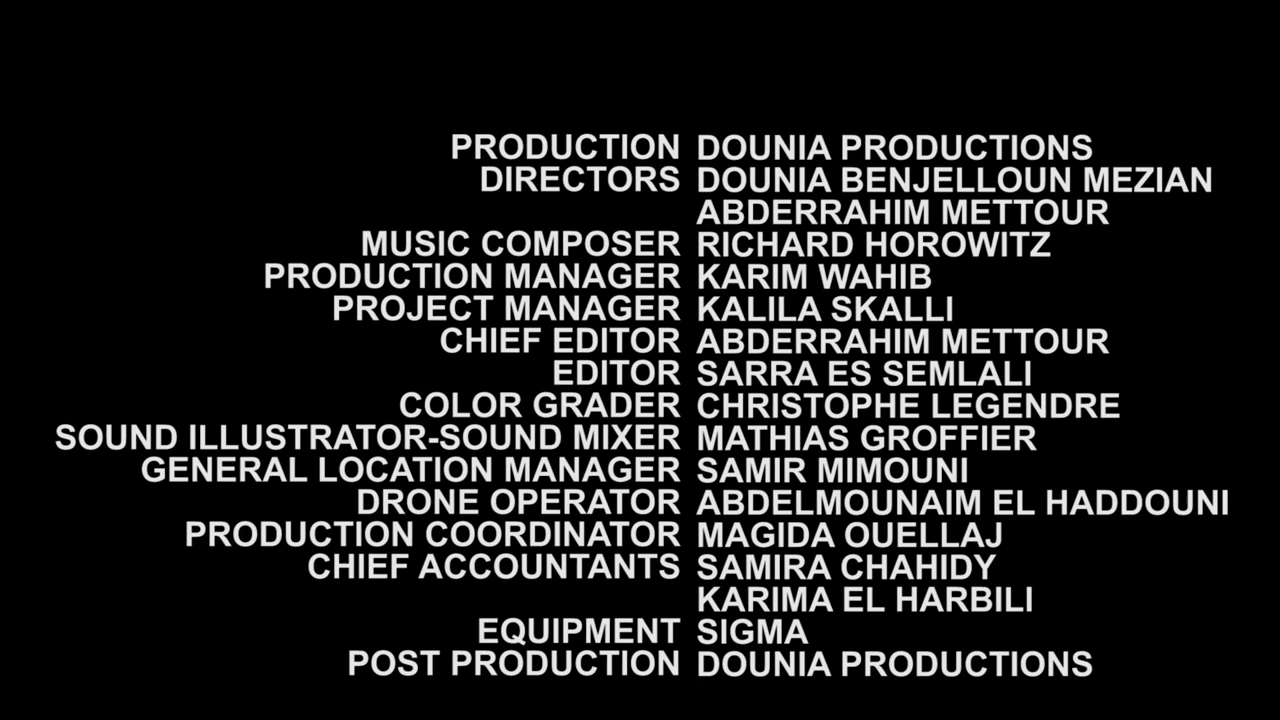 PRODUCTION DOUNIA PRODUCTIONS
DIRECTORS DOUNIA BENJELLOUN MEZIAN
ABDERRAHIM METTOUR
MUSIC COMPOSER RICHARD HOROWITZ
PRODUCTION MANAGER KARIM WAHIB
PROJECT MANAGER KALILA SKALLI
CHIEF EDITOR ABDERRAHIM METTOUR
EDITOR SARRA ES SEMLALI
COLOR GRADER CHRISTOPHE LEGENDRE
SOUND ILLUSTRATOR-SOUND MIXER MATHIAS GROFFIER
GENERAL LOCATION MANAGER SAMIR MIMOUNI
DRONE OPERATOR ABDELMOUNAIM EL HADDOUNI
PRODUCTION COORDINATOR MAGIDA OUELLAJ
CHIEF ACCOUNTANTS SAMIRA CHAHIDY
KARIMA EL HARBILI
EQUIPMENT SIGMA
POST PRODUCTION DOUNIA PRODUCTIONS